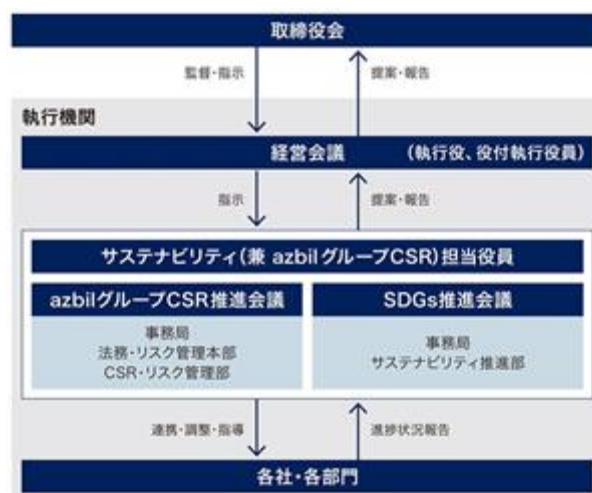 取締役会
監督・指示
提案・報告
執行機関
経営会議 (執行役、役付執行役員)
指示
提案・報告
サステナビリティ(兼 azbilグループCSR)担当役員
azbilグループCSR推進会議
事務局
法務・リスク管理本部
CSR・リスク管理部
SDGs推進会議
事務局
サステナビリティ推進部
連携・調整・指導
進捗状況報告
各社・各部門